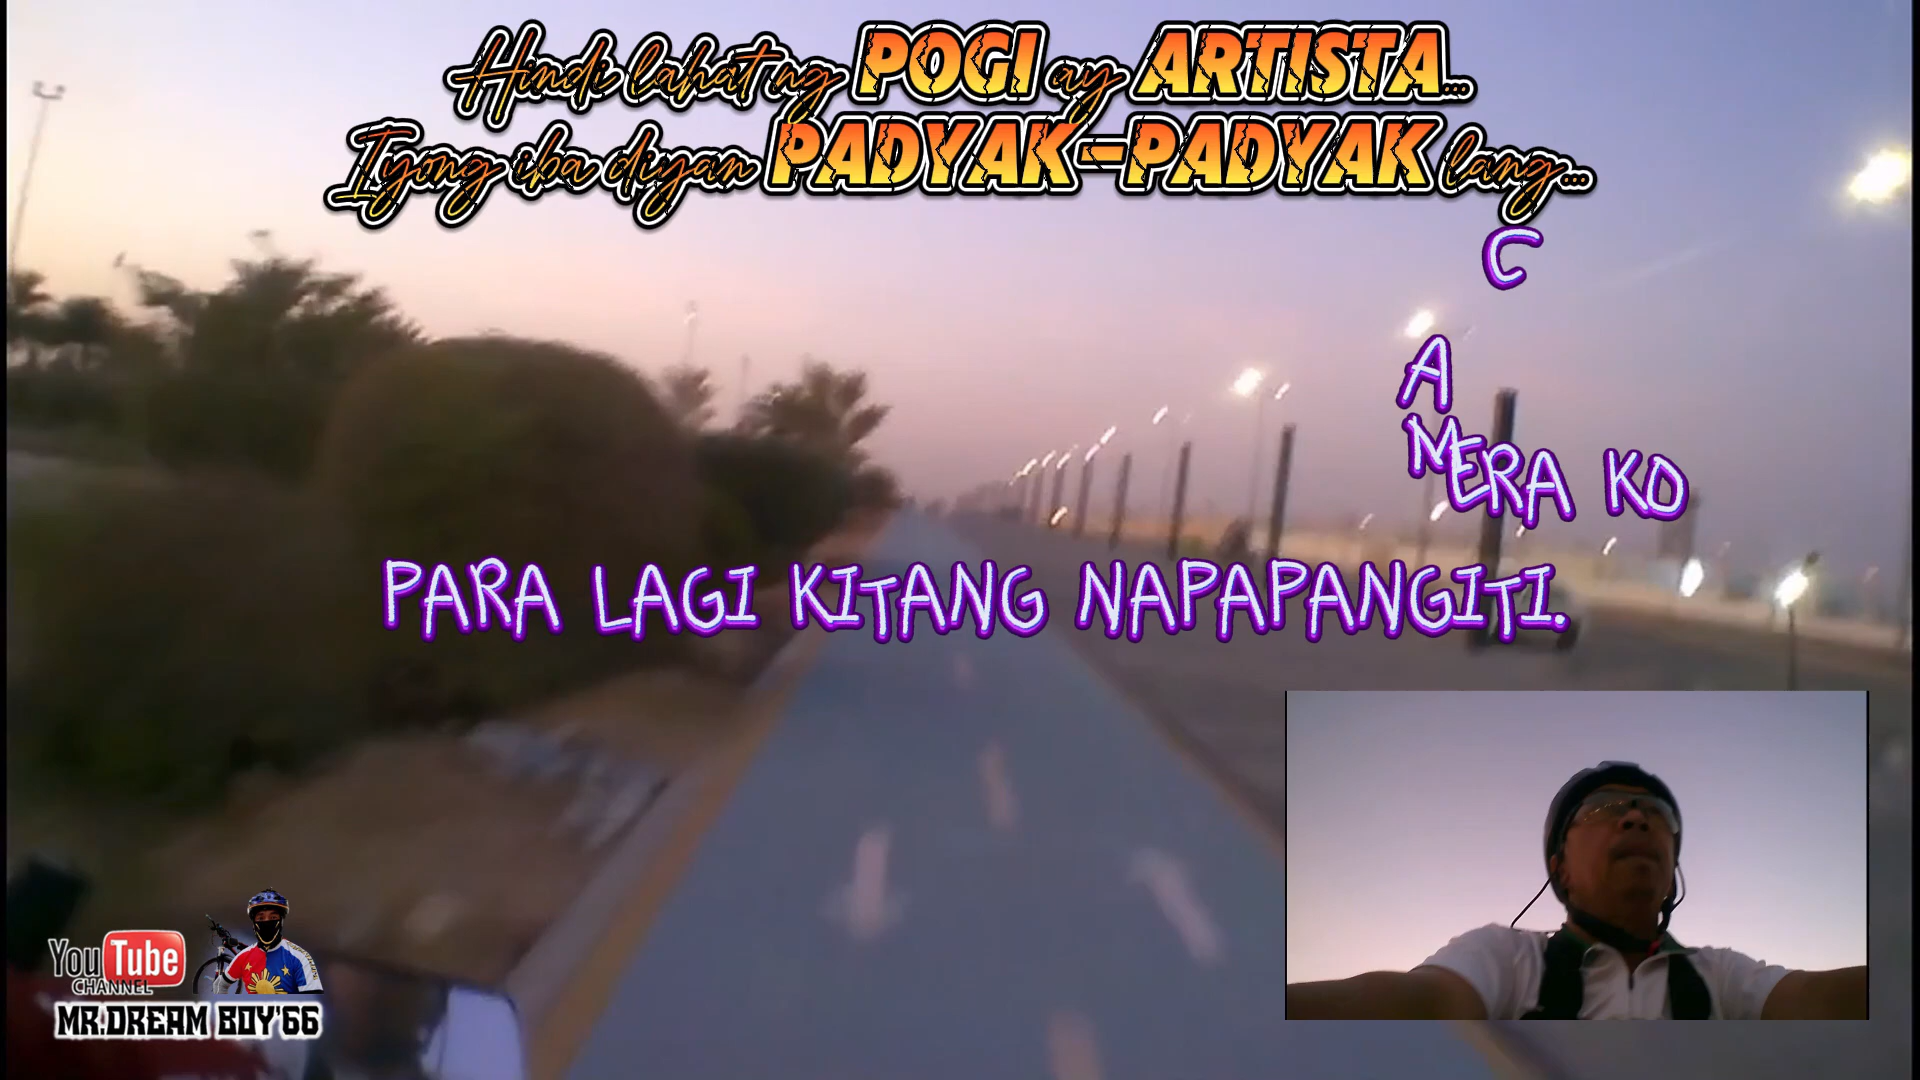 Hindi lahat ng POGI ay ARTISTA...
Iyong iba diyan PADYAK-PADYAK lang...
CAMERA KO
PARA LAGI KITANG NAPAPANGITI.
YouTube
CHANNEL
MR.DREAM BOY'66